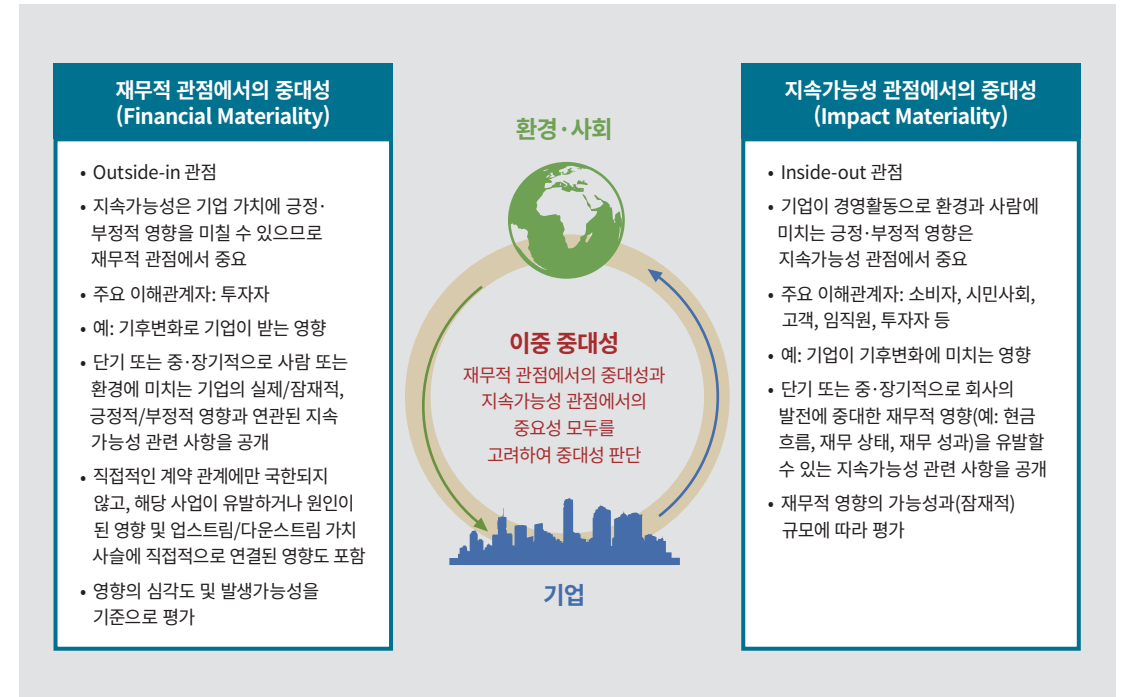 재무적 관점에서의 중대성
(Financial Materiality)
• Outside-in 관점
• 지속가능성은 기업 가치에 긍정·
부정적 영향을 미칠 수 있으므로
재무적 관점에서 중요
• 주요 이해관계자: 투자자
• 예: 기후변화로 기업이 받는 영향
• 단기 또는 중·장기적으로 사람 또는
환경에 미치는 기업의 실제/잠재적,
긍정적/부정적 영향과 연관된 지속
가능성 관련 사항을 공개
• 직접적인 계약 관계에만 국한되지
않고, 해당 사업이 유발하거나 원인이
된 영향 및 업스트림/다운스트림 가치
사슬에 직접적으로 연결된 영향도 포함
• 영향의 심각도 및 발생가능성을
기준으로 평가
환경·사회
이중 중대성
재무적 관점에서의 중대성과
지속가능성 관점에서의
중요성 모두를
고려하여 중대성 판단
기업
지속가능성 관점에서의 중대성
(Impact Materiality)
• Inside-out 관점
• 기업이 경영활동으로 환경과 사람에
미치는 긍정·부정적 영향은
지속가능성 관점에서 중요
• 주요 이해관계자: 소비자, 시민사회,
고객, 임직원, 투자자 등
• 예: 기업이 기후변화에 미치는 영향
• 단기 또는 중·장기적으로 회사의
발전에 중대한 재무적 영향(예: 현금
흐름, 재무 상태, 재무 성과)을 유발할
수 있는 지속가능성 관련 사항을 공개
• 재무적 영향의 가능성과(잠재적)
규모에 따라 평가